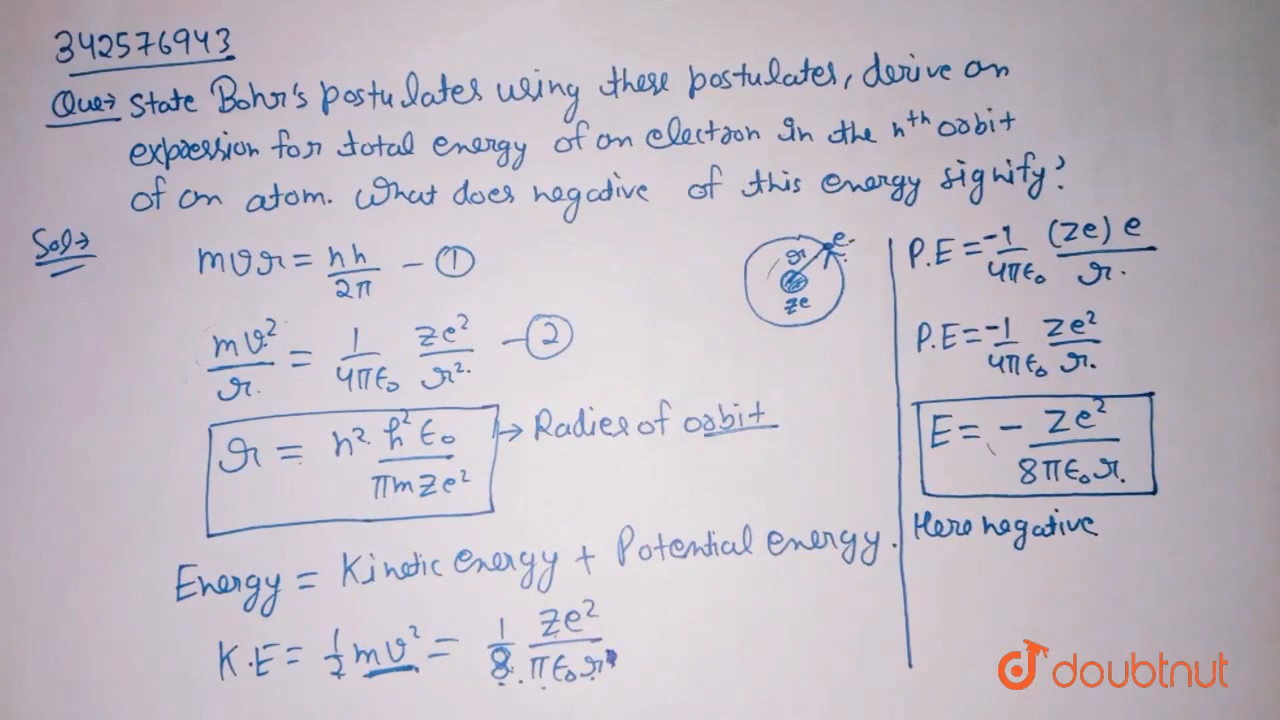 342576943
Que→ State Bohr's postulates using these postulates, derive an
expression for total energy of an electron in the nth orbit
of an atom. What does negative of this energy signify?
Sol→
mvr = nh/2π - ①
mv²/r. = 1/4πε₀ Ze²/r². - ②
r = n². h²ε₀/πmZe² → Radies of orbit
Energy = Kinetic energy + Potential energy.
K.E = ½mv² = 1/8 Ze²/πε₀r
e-
r
ze
P.E = -1/4πε₀ (Ze)e/r.
P.E = -1/4πε₀ Ze²/r.
E = - Ze²/8πε₀r.
Here negative
doubtnut